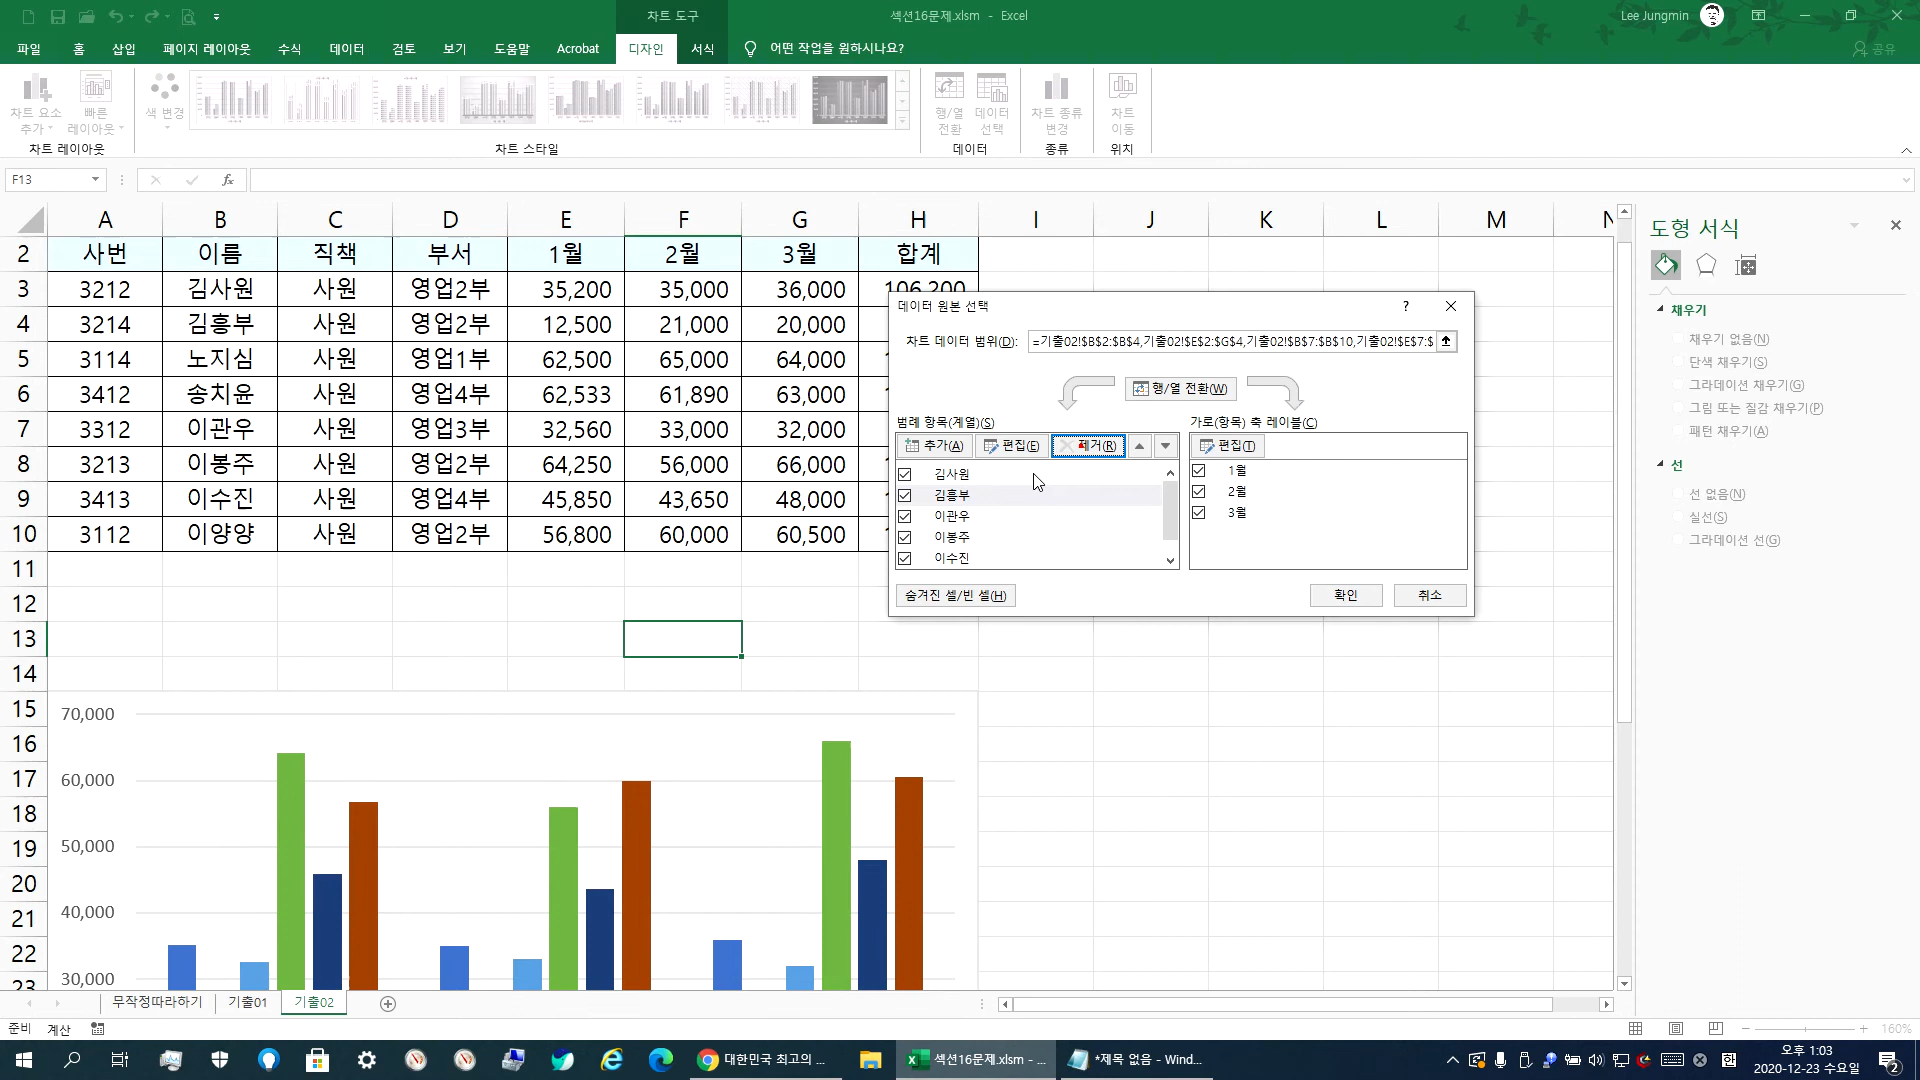 차트 도구
섹션16문제.xlsm - Excel
Lee Jungmin
파일 홈 삽입 페이지 레이아웃 수식 데이터 검토 보기 도움말 Acrobat 디자인 서식 어떤 작업을 원하시나요? 공유
차트 요소 추가
빠른 레이아웃
색 변경
행/열 전환
데이터 선택
차트 종류 변경
차트 이동
차트 레이아웃 차트 스타일 데이터 종류 위치
F13 fx
A B C D E F G H I J K L M N
2 사번 이름 직책 부서 1월 2월 3월 합계
3 3212 김사원 사원 영업2부 35,200 35,000 36,000 106,200
4 3214 김흥부 사원 영업2부 12,500 21,000 20,000
5 3114 노지심 사원 영업1부 62,500 65,000 64,000
6 3412 송치윤 사원 영업4부 62,533 61,890 63,000
7 3312 이관우 사원 영업3부 32,560 33,000 32,000
8 3213 이봉주 사원 영업2부 64,250 56,000 66,000
9 3413 이수진 사원 영업4부 45,850 43,650 48,000
10 3112 이양양 사원 영업2부 56,800 60,000 60,500
11
12
13
14
15
16
17
18
19
20
21
22
23
70,000
60,000
50,000
40,000
30,000
데이터 원본 선택 ?
차트 데이터 범위(D): =기출02!$B$2:$B$4,기출02!$E$2:$G$4,기출02!$B$7:$B$10,기출02!$E$7:$
행/열 전환(W)
범례 항목(계열)(S)
추가(A) 편집(E) 제거(R)
김사원
김흥부
이관우
이봉주
이수진
가로(항목) 축 레이블(C)
편집(T)
1월
2월
3월
숨겨진 셀/빈 셀(H) 확인 취소
도형 서식
채우기
채우기 없음(N)
단색 채우기(S)
그라데이션 채우기(G)
그림 또는 질감 채우기(P)
패턴 채우기(A)
선
선 없음(N)
실선(S)
그라데이션 선(G)
무작정따라하기 기출01 기출02
준비 계산 160%
대한민국 최고의 ...
섹션16문제.xlsm - ...
*제목 없음 - Wind...
한
오후 1:03
2020-12-23 수요일
2